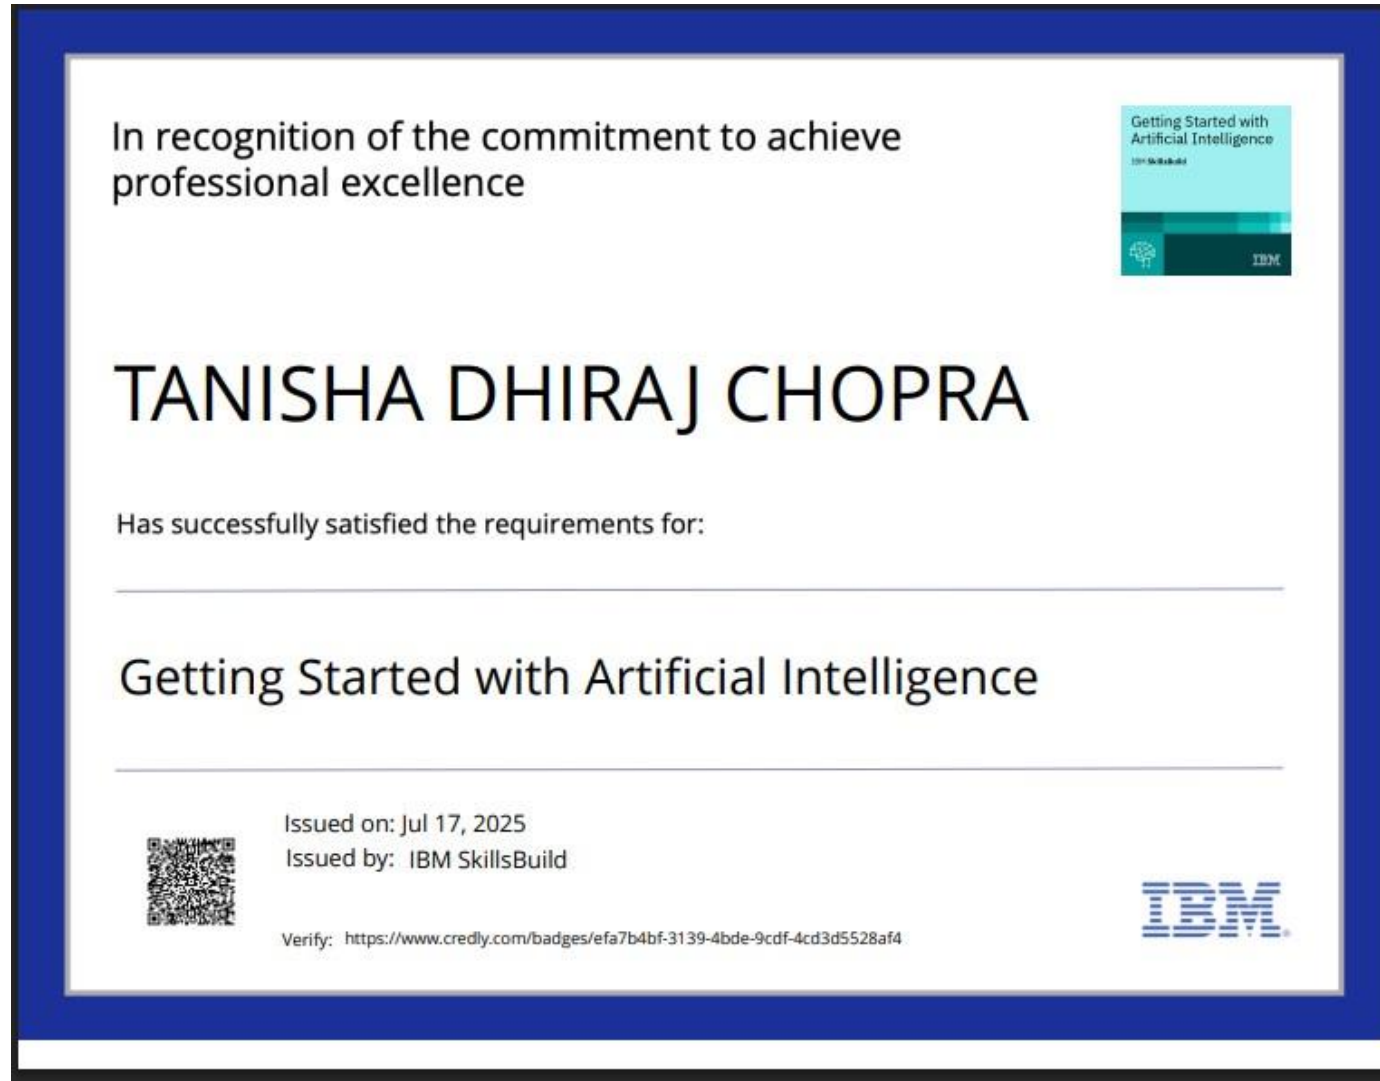 In recognition of the commitment to achieve
professional excellence
Getting Started with
Artificial Intelligence
IBM SkillsBuild
IBM
TANISHA DHIRAJ CHOPRA
Has successfully satisfied the requirements for:
Getting Started with Artificial Intelligence
Issued on: Jul 17, 2025
Issued by: IBM SkillsBuild
Verify: https://www.credly.com/badges/efa7b4bf-3139-4bde-9cdf-4cd3d5528af4
IBM.